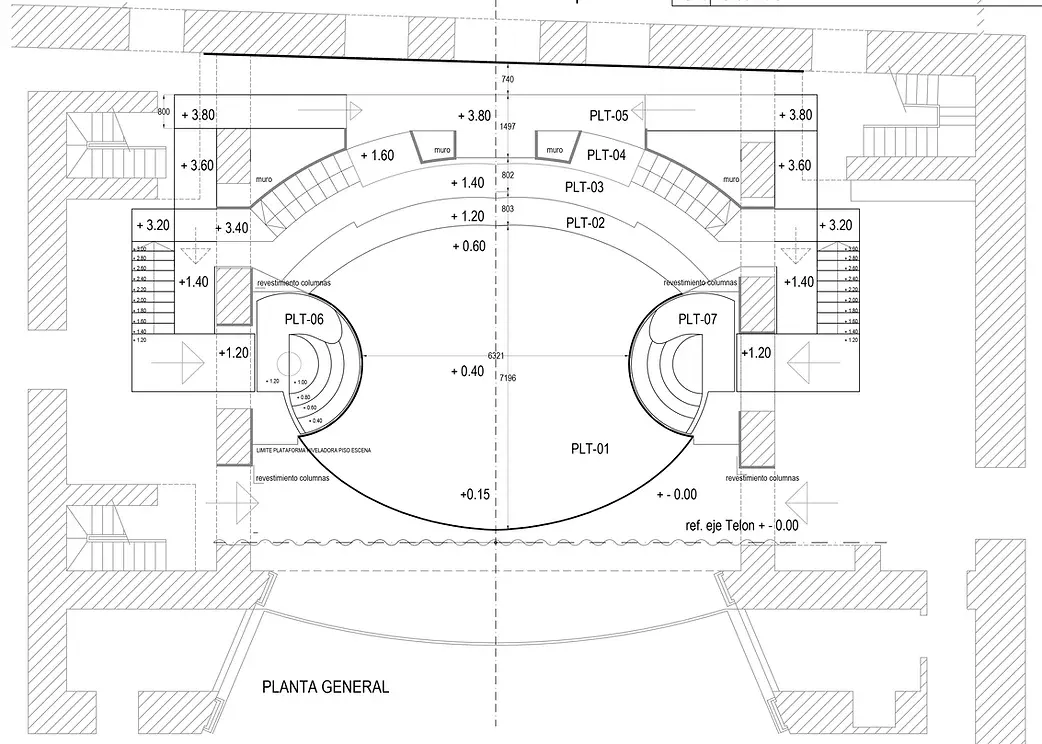 740
800
+ 3.80
+ 3.80
PLT-05
+ 3.80
1497
muro
muro
+ 1.60
PLT-04
+ 3.60
+ 3.60
muro
muro
802
+ 1.40
PLT-03
803
+ 1.20
PLT-02
+ 3.20
+ 3.40
+ 3.20
+ 0.60
+ 3.00
+ 2.80
+ 2.60
+ 2.40
+ 2.20
+ 2.00
+ 1.80
+ 1.60
+ 1.40
+ 1.20
+1.40
revestimiento columnas
revestimiento columnas
+1.40
+ 2.80
+ 2.60
+ 2.40
+ 2.20
+ 2.00
+ 1.80
+ 1.60
+ 1.40
+ 1.20
PLT-06
PLT-07
+1.20
+1.20
6321
+ 0.40
7196
+ 1.20
+ 1.00
+ 0.80
+ 0.60
+ 0.40
PLT-01
LIMITE PLATAFORMA NIVELADORA PISO ESCENA
revestimiento columnas
revestimiento columnas
+0.15
+ - 0.00
ref. eje Telon + - 0.00
PLANTA GENERAL